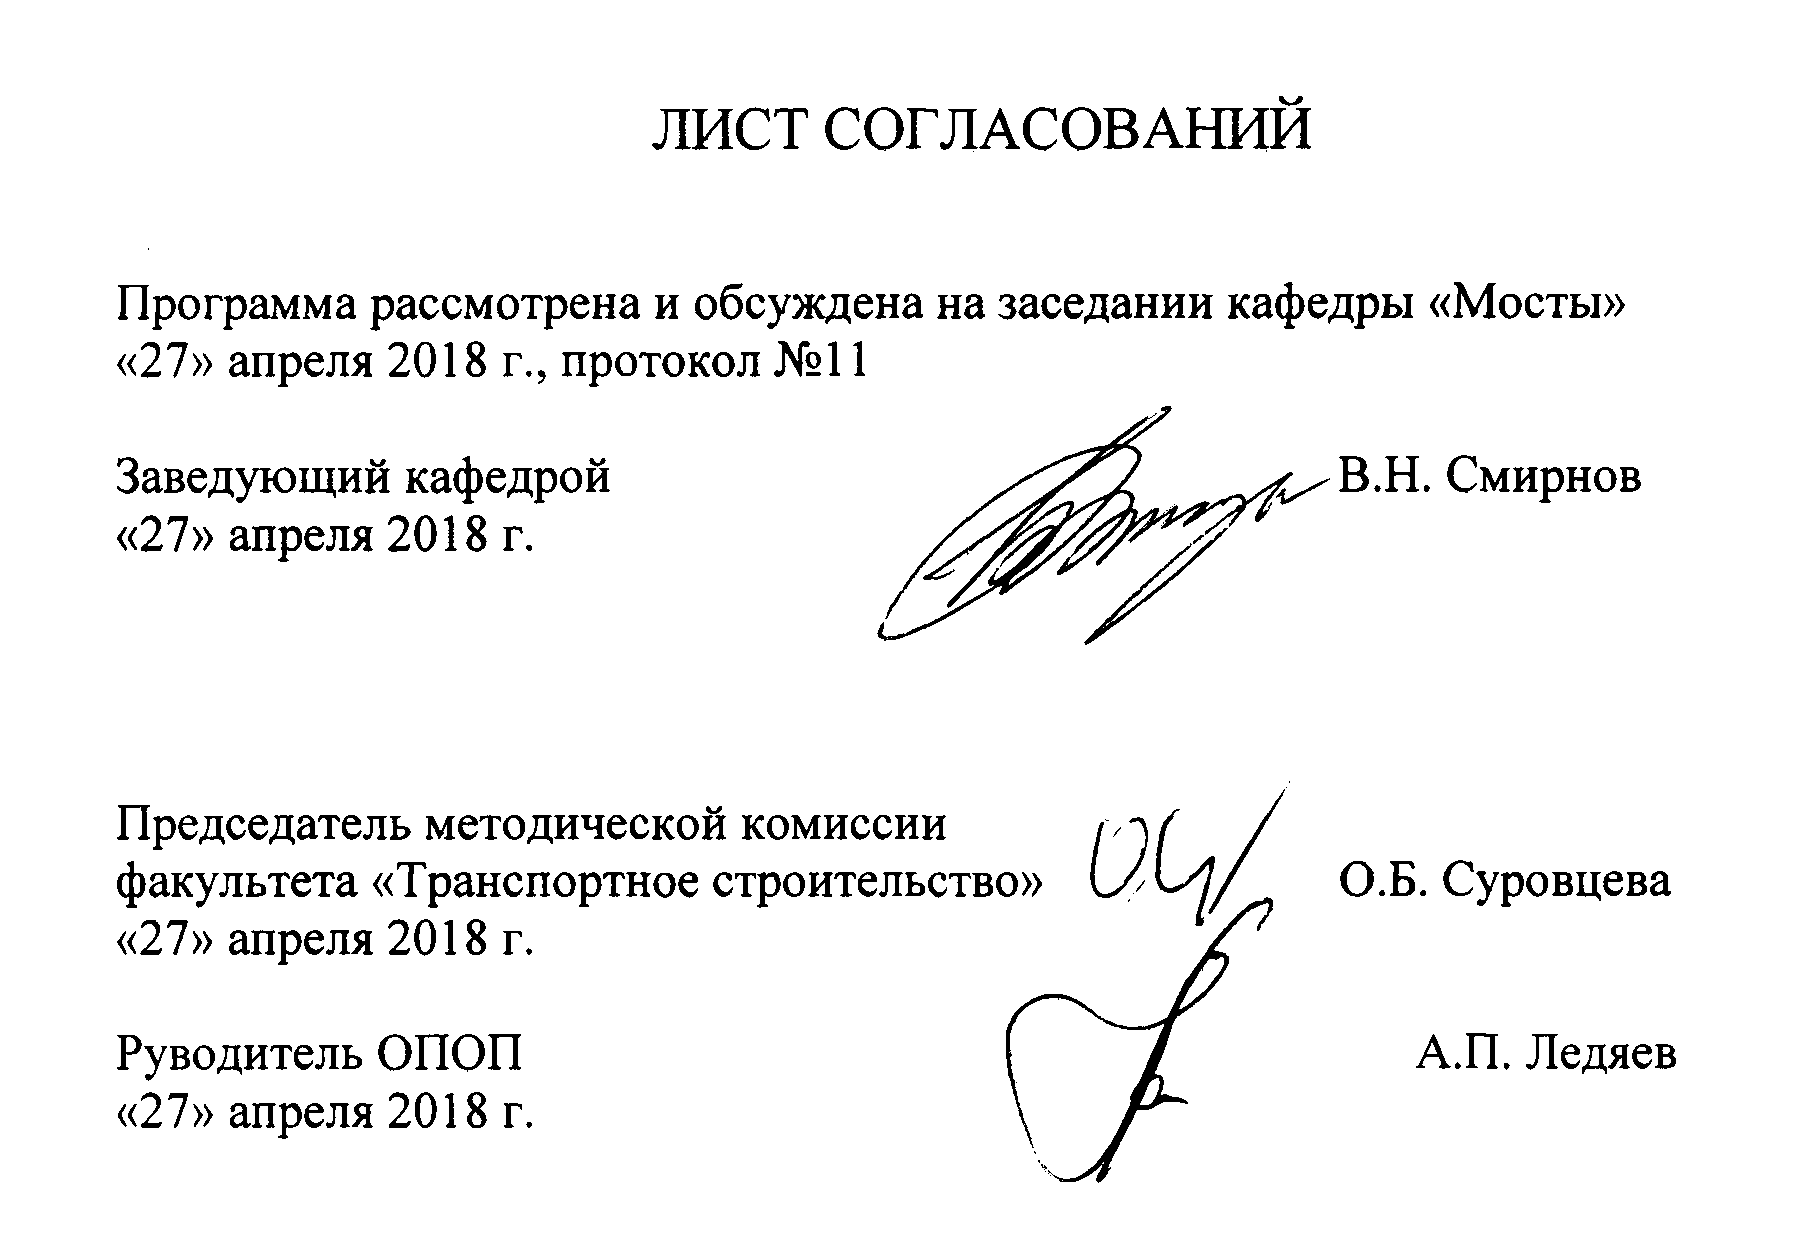 ЛИСТ СОГЛАСОВАНИЙ
Программа рассмотрена и обсуждена на заседании кафедры «Мосты»
«27» апреля 2018 г., протокол №11
Заведующий кафедрой В.Н. Смирнов
«27» апреля 2018 г.
Председатель методической комиссии
факультета «Транспортное строительство» О.Б. Суровцева
«27» апреля 2018 г.
Руводитель ОПОП А.П. Ледяев
«27» апреля 2018 г.